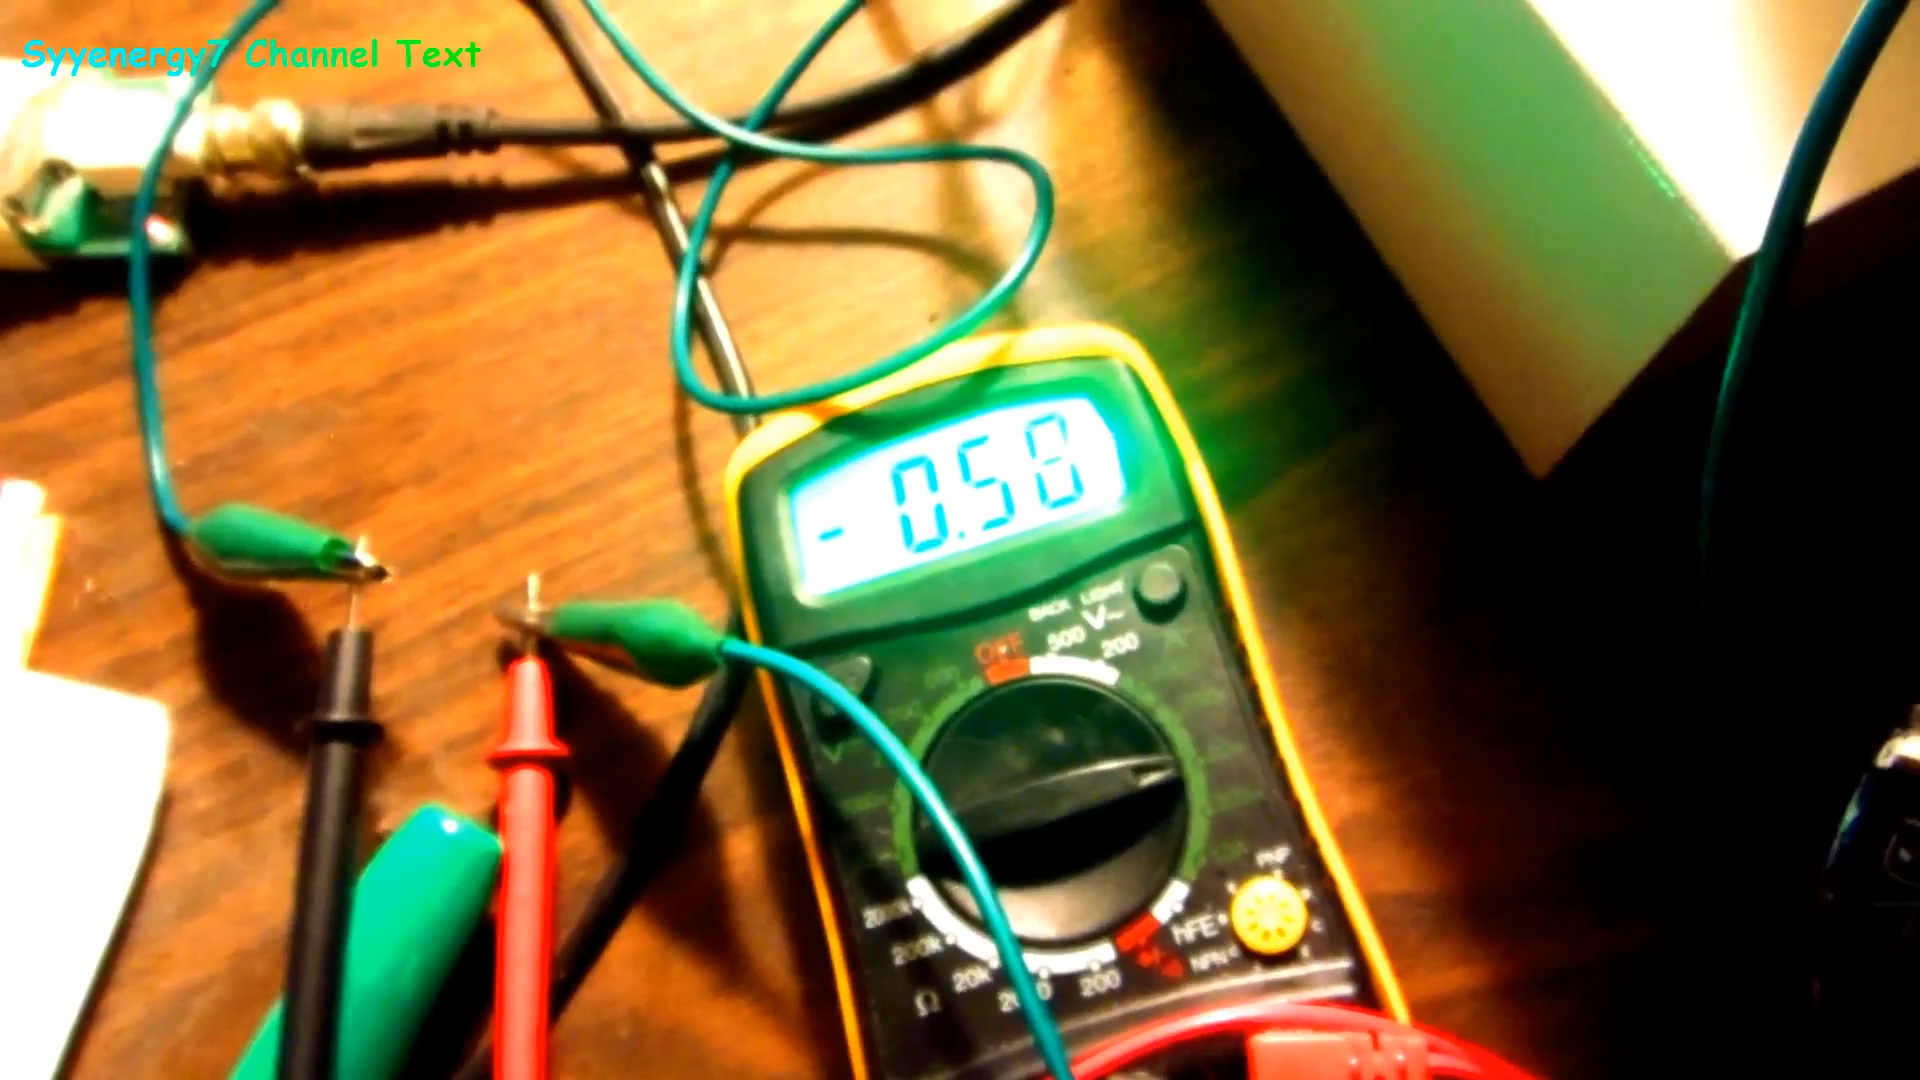 Syyenergy7 Channel Text
- 0.58
BACK LIGHT
V~
OFF
500
200
PNP
hFE
NPN
200k
20k
200
Ω